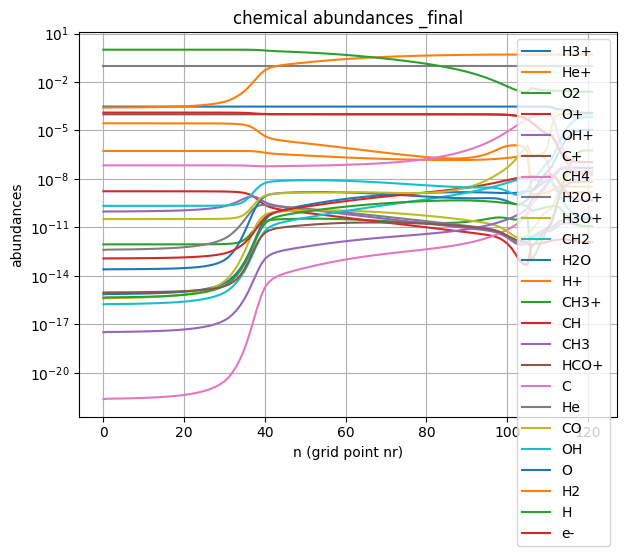 chemical abundances _final
abundances
10^1
10^-2
10^-5
10^-8
10^-11
10^-14
10^-17
10^-20
0 20 40 60 80 100 120
n (grid point nr)
H3+
He+
O2
O+
OH+
C+
CH4
H2O+
H3O+
CH2
H2O
H+
CH3+
CH
CH3
HCO+
C
He
CO
OH
O
H2
H
e-